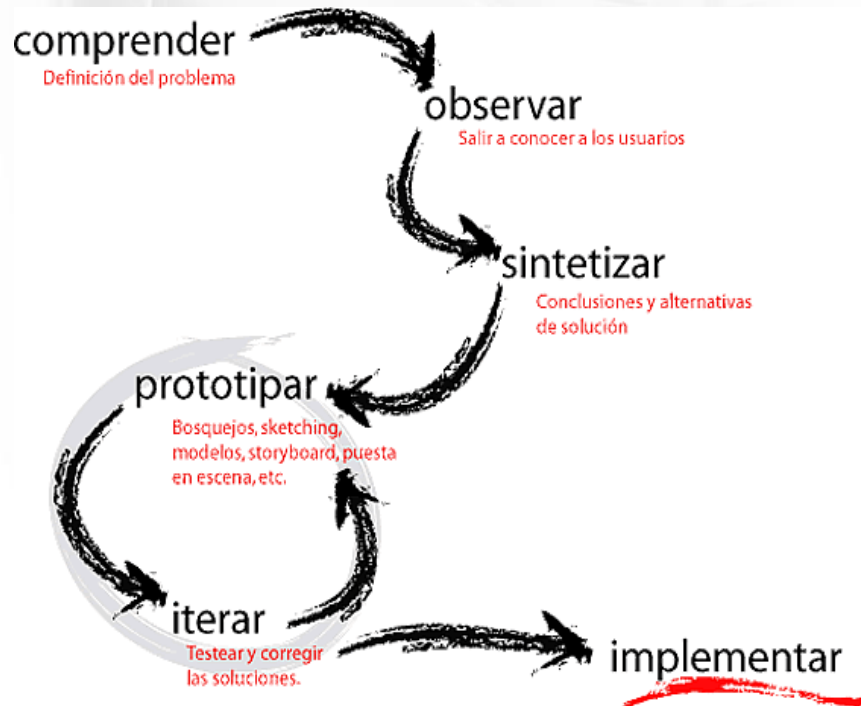 comprender
Definición del problema
observar
Salir a conocer a los usuarios
sintetizar
Conclusiones y alternativas
de solución
prototipar
Bosquejos, sketching,
modelos, storyboard, puesta
en escena, etc.
iterar
Testear y corregir
las soluciones.
implementar